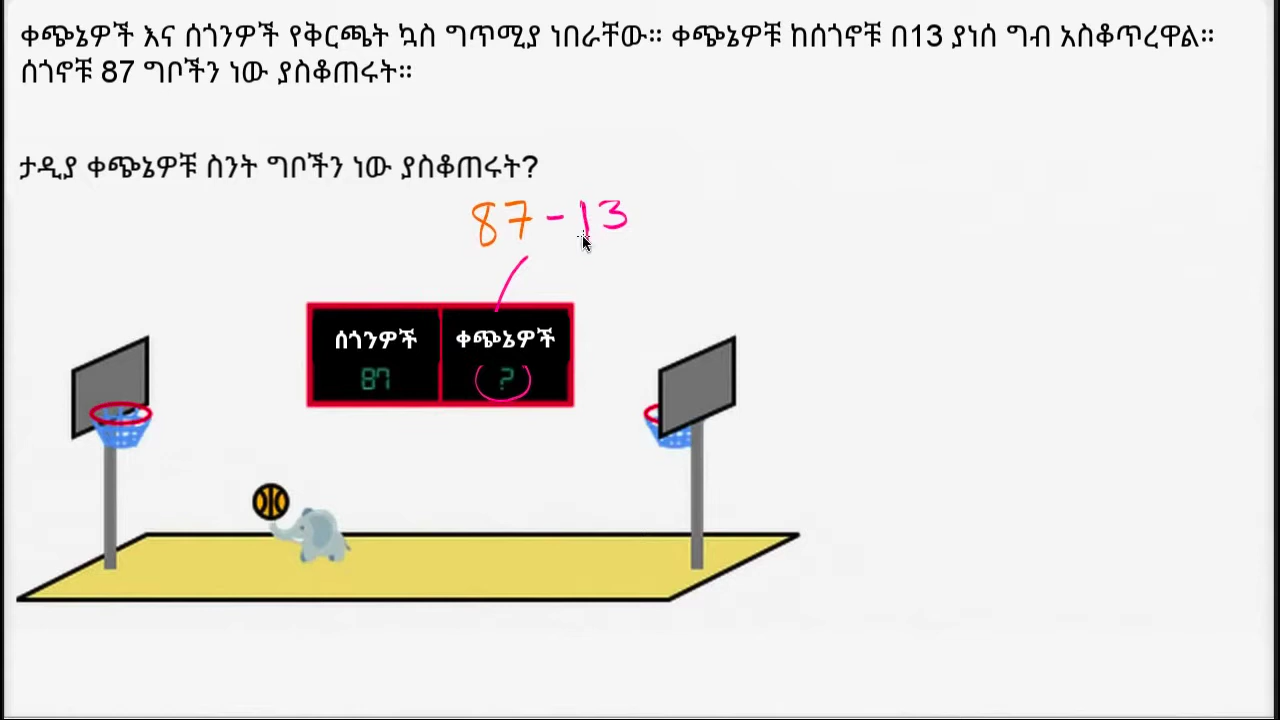 ቀጭኔዎች እና ሰጎንዎች የቅርጫት ኳስ ግጥሚያ ነበራቸው። ቀጭኔዎቹ ከሰጎኖቹ በ13 ያነሰ ግብ አስቆጥረዋል።
ሰጎኖቹ 87 ግቦችን ነው ያስቆጠሩት።
ታዲያ ቀጭኔዎቹ ስንት ግቦችን ነው ያስቆጠሩት?
87 - 13
ሰጎንዎች ቀጭኔዎች
87 ?